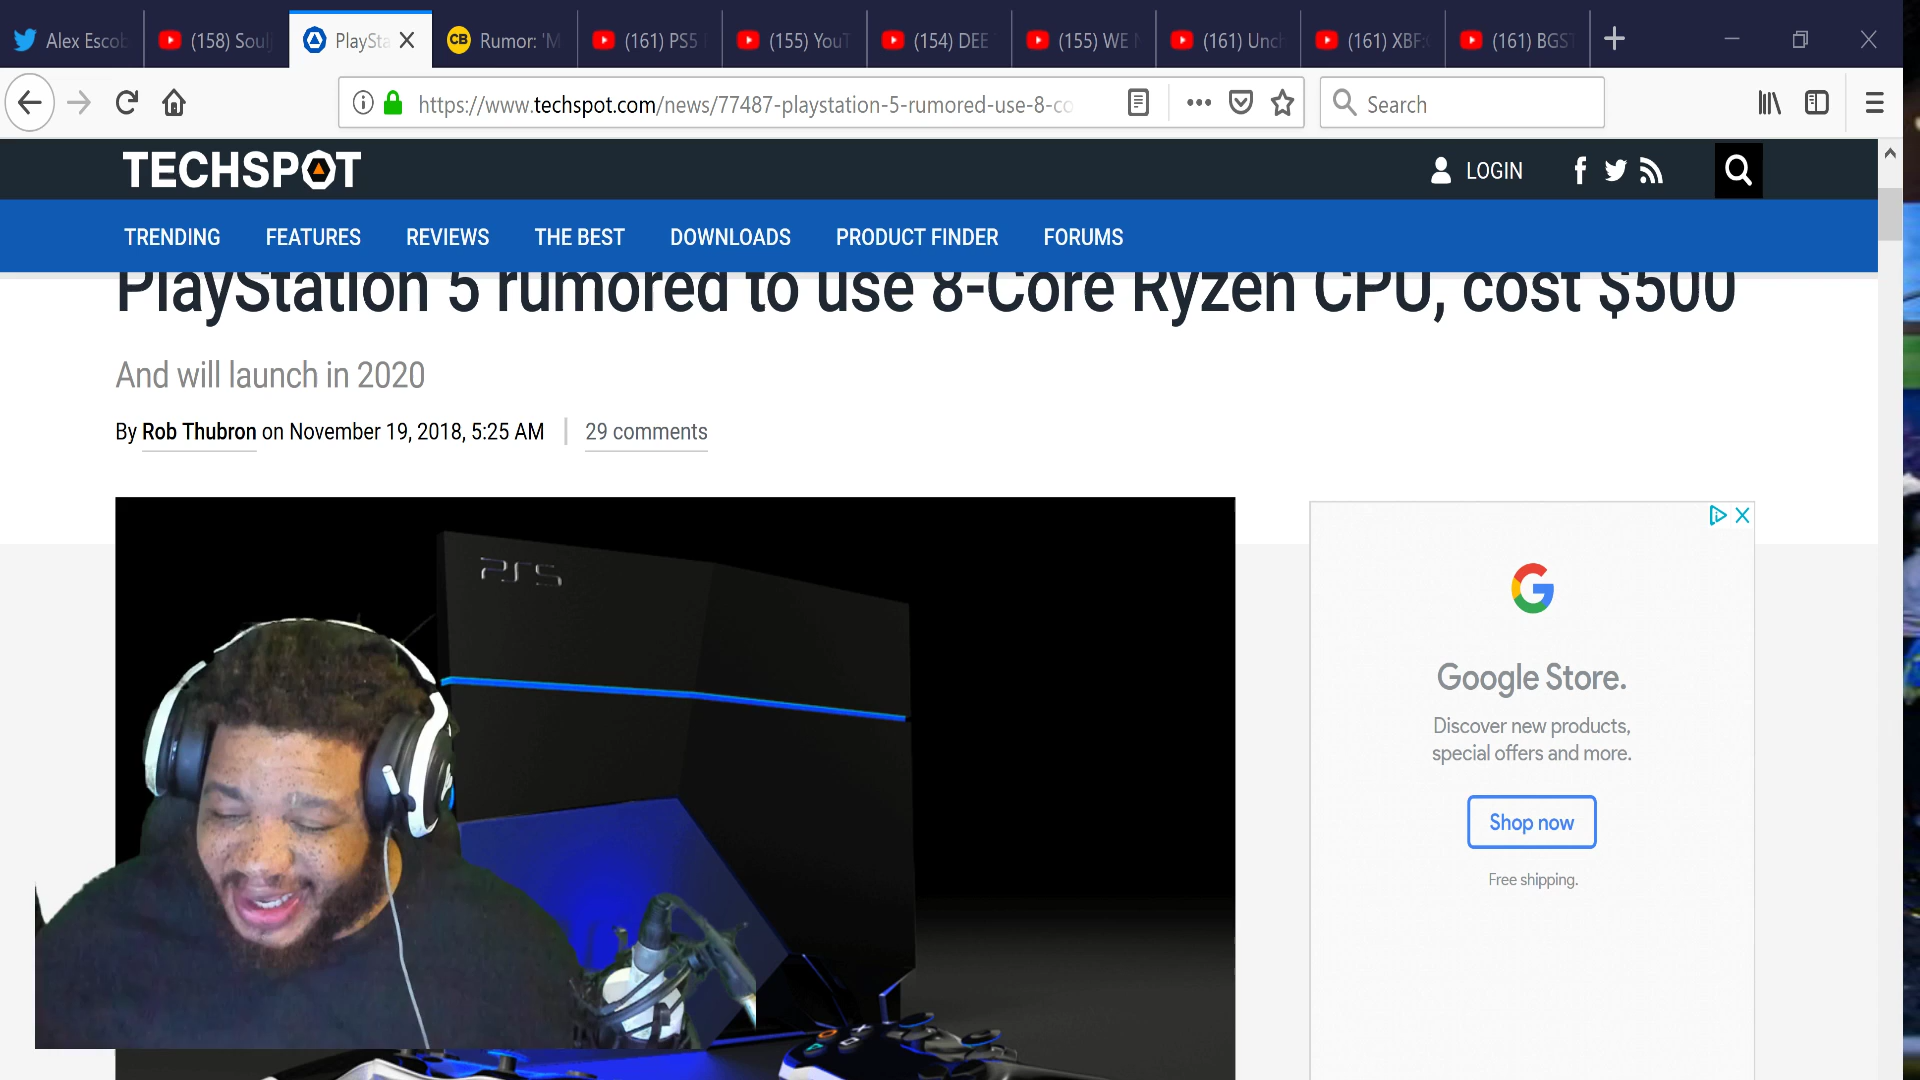 Alex Escob
(158) Soulj
PlaySta
CB
Rumor: 'M
(161) PS5
(155) YouT
(154) DEE
(155) WE
(161) Unch
(161) XBF:
(161) BGST
https://www.techspot.com/news/77487-playstation-5-rumored-use-8-co
Search
TECHSPOT
LOGIN
TRENDING FEATURES REVIEWS THE BEST DOWNLOADS PRODUCT FINDER FORUMS
PlayStation 5 rumored to use 8-Core Ryzen CPU, cost $500
And will launch in 2020
By Rob Thubron on November 19, 2018, 5:25 AM
29 comments
PS5
Google Store.
Discover new products,
special offers and more.
Shop now
Free shipping.